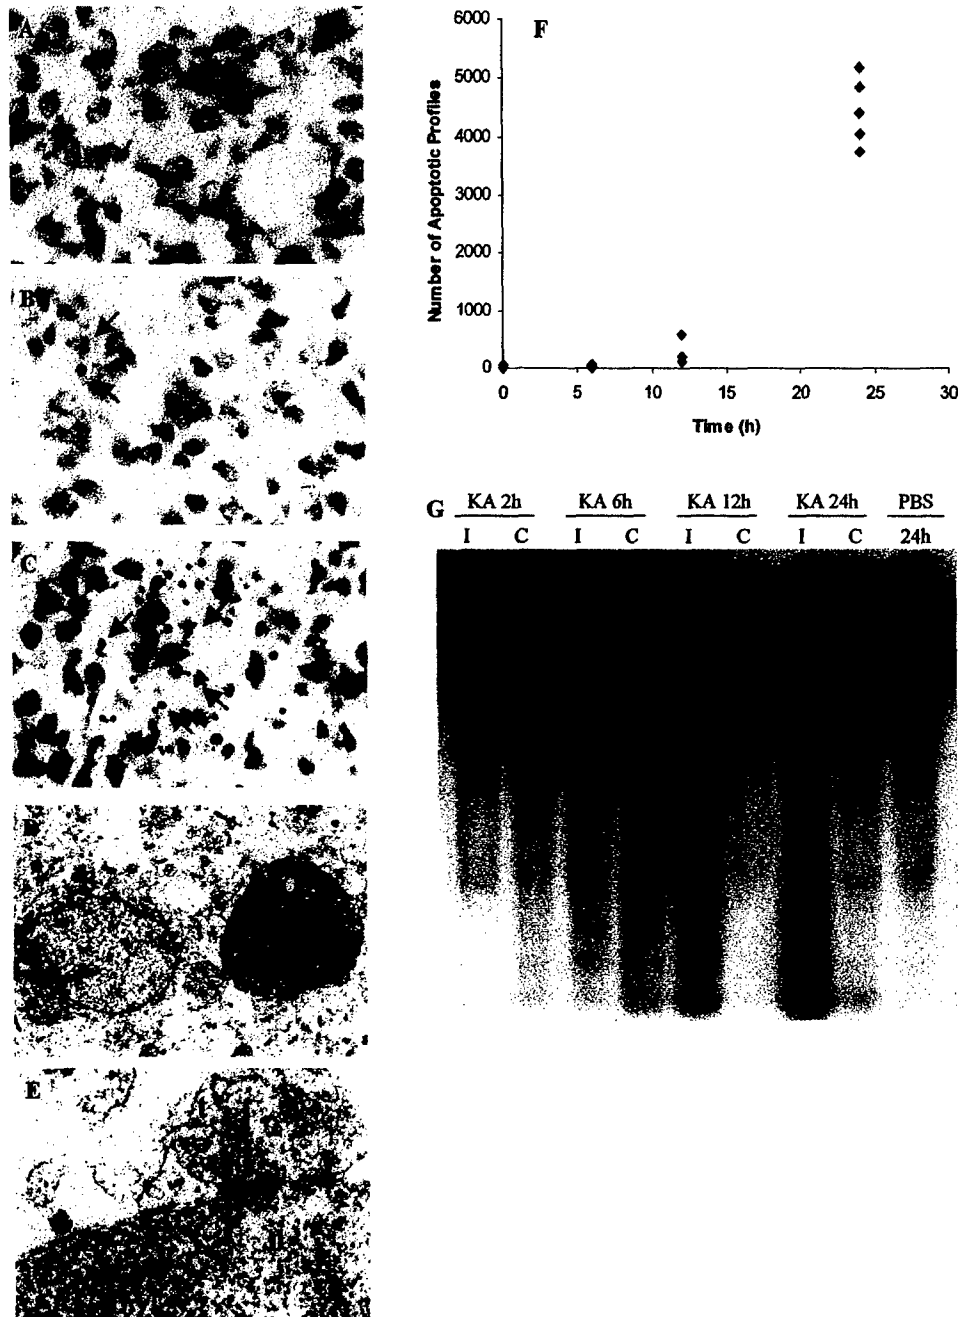 A
B
C
E
F
6000
5000
4000
3000
2000
1000
0
Number of Apoptotic Profiles
0 5 10 15 20 25 30
Time (h)
G
KA 2h KA 6h KA 12h KA 24h PBS
I C I C I C I C 24h